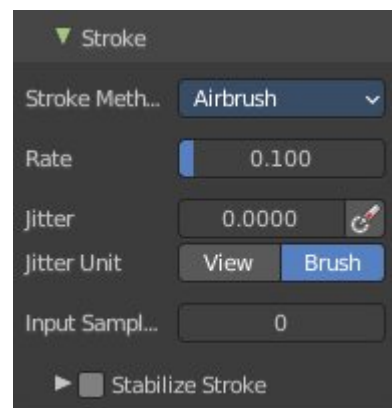 Stroke
Stroke Meth... Airbrush
Rate 0.100
Jitter 0.0000
Jitter Unit View Brush
Input Sampl... 0
Stabilize Stroke